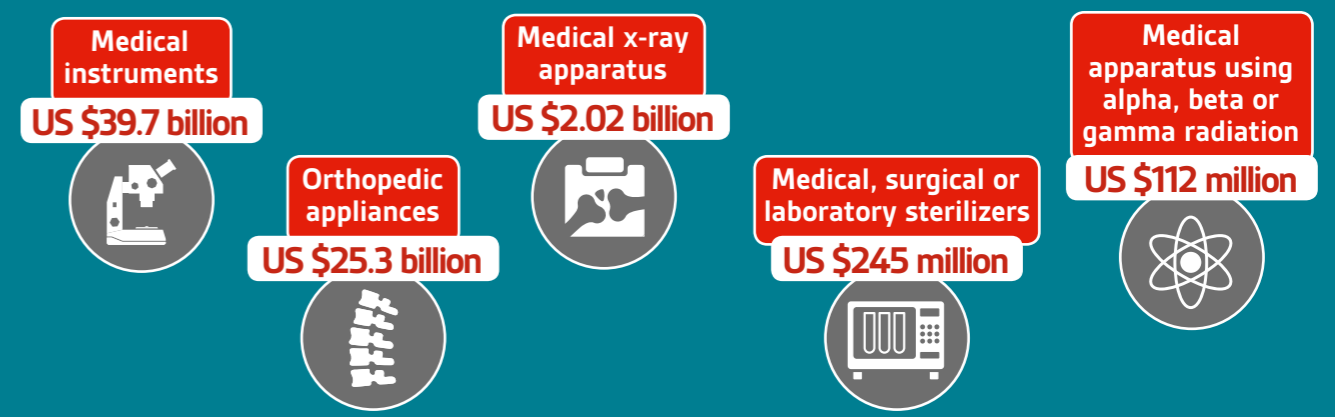 Medical
instruments
US $39.7 billion
Orthopedic
appliances
US $25.3 billion
Medical x-ray
apparatus
US $2.02 billion
Medical, surgical or
laboratory sterilizers
US $245 million
Medical
apparatus using
alpha, beta or
gamma radiation
US $112 million